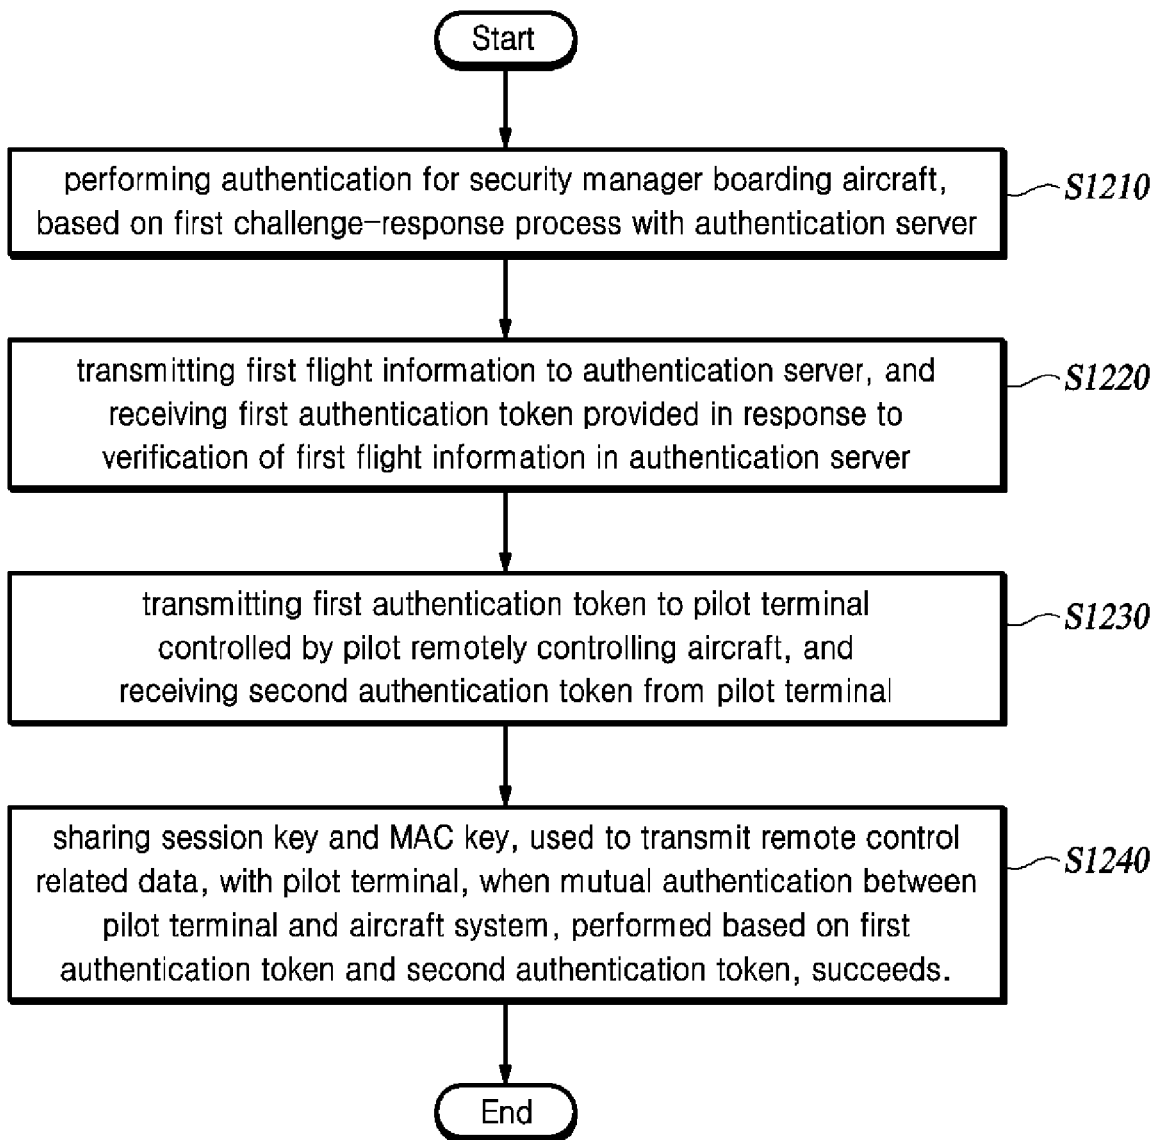 Start
performing authentication for security manager boarding aircraft,
based on first challenge-response process with authentication server
S1210
transmitting first flight information to authentication server, and
receiving first authentication token provided in response to
verification of first flight information in authentication server
S1220
transmitting first authentication token to pilot terminal
controlled by pilot remotely controlling aircraft, and
receiving second authentication token from pilot terminal
S1230
sharing session key and MAC key, used to transmit remote control
related data, with pilot terminal, when mutual authentication between
pilot terminal and aircraft system, performed based on first
authentication token and second authentication token, succeeds.
S1240
End